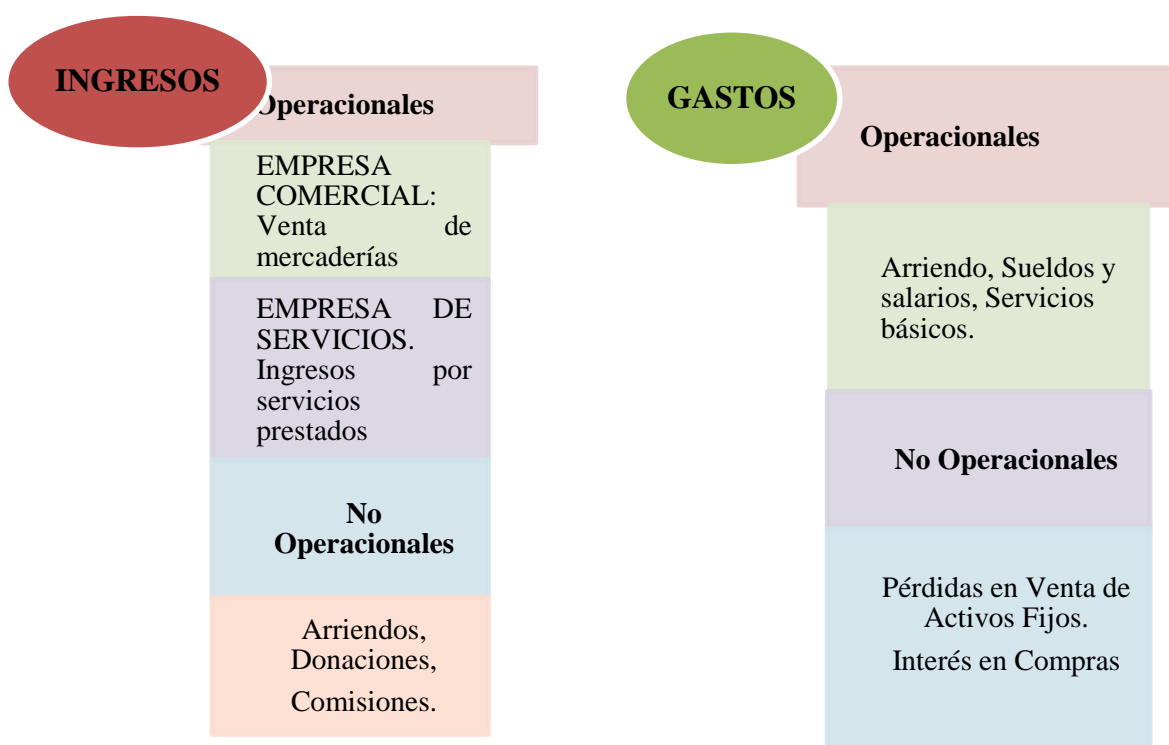 INGRESOS
Operacionales
EMPRESA
COMERCIAL:
Venta de
mercaderías
EMPRESA DE
SERVICIOS.
Ingresos por
servicios
prestados
No
Operacionales
Arriendos,
Donaciones,
Comisiones.
GASTOS
Operacionales
Arriendo, Sueldos y
salarios, Servicios
básicos.
No Operacionales
Pérdidas en Venta de
Activos Fijos.
Interés en Compras